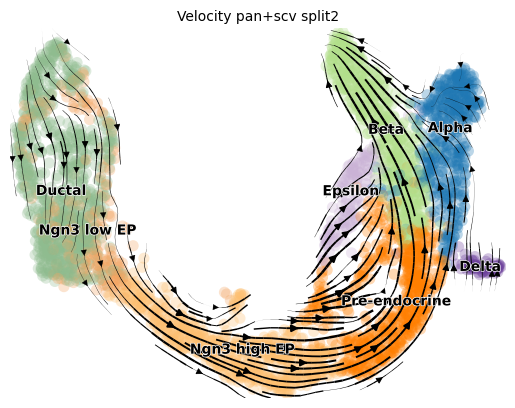 Velocity pan+scv split2
Beta
Alpha
Ductal
Epsilon
Ngn3 low EP
Delta
Pre-endocrine
Ngn3 high EP